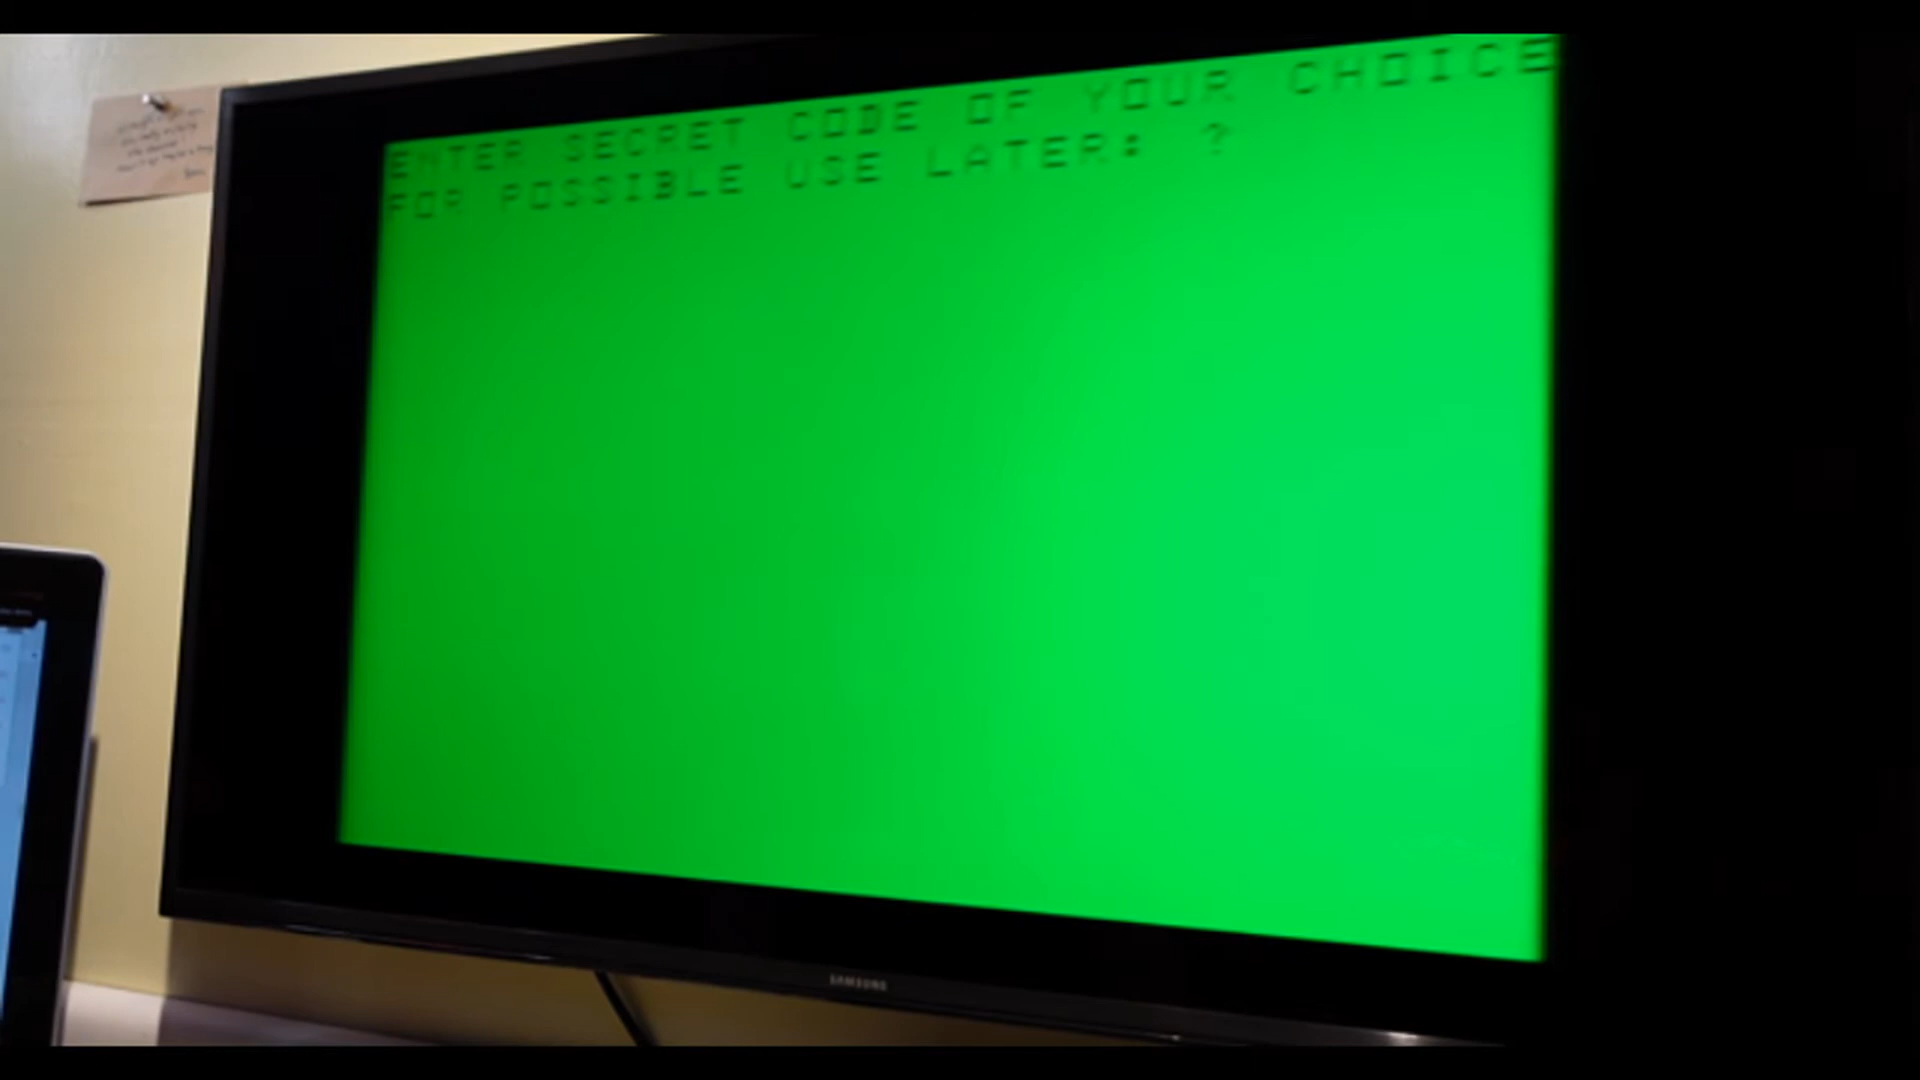 ENTER SECRET CODE OF YOUR CHOICE
FOR POSSIBLE USE LATER: ?
SAMSUNG